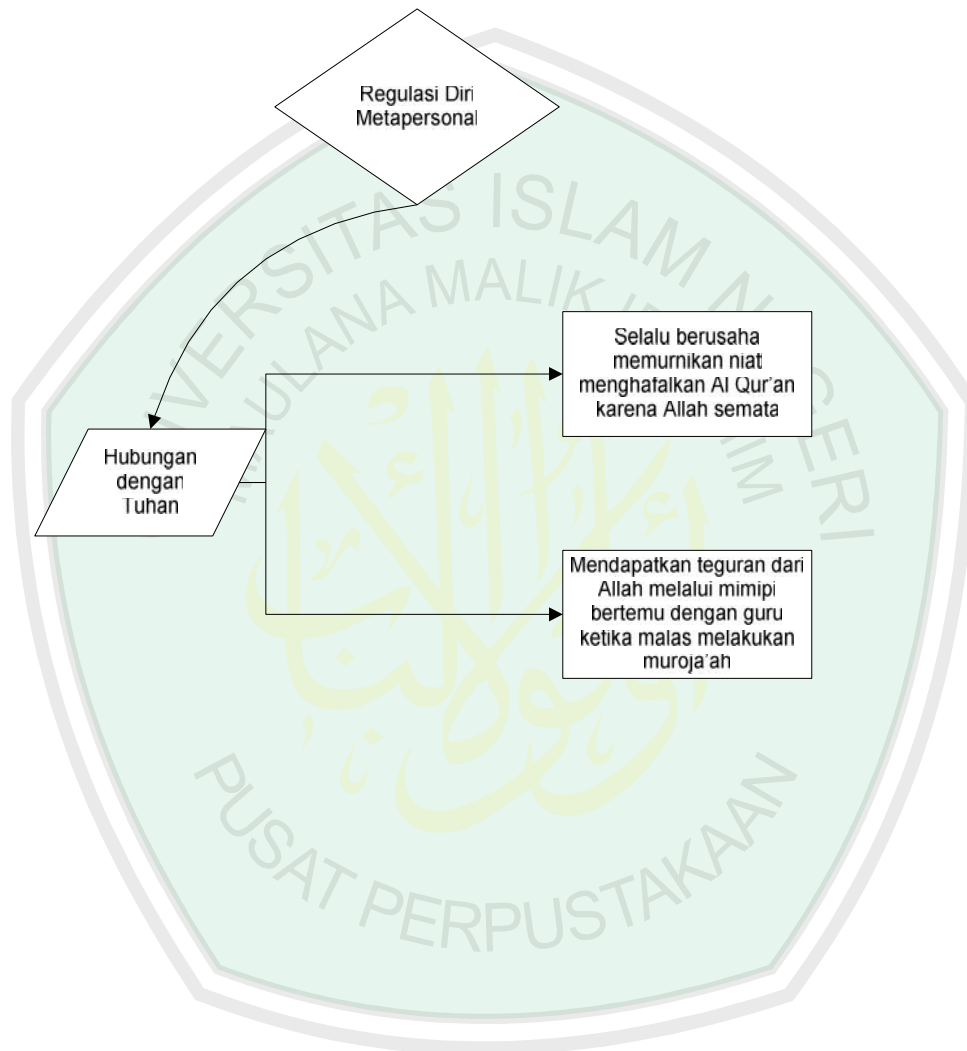 Regulasi Diri
Metapersonal
Hubungan
dengan
Tuhan
Selalu berusaha
memurnikan niat
menghafalkan Al Qur'an
karena Allah semata
Mendapatkan teguran dari
Allah melalui mimipi
bertemu dengan guru
ketika malas melakukan
muroja'ah
UNIVERSITAS ISLAM NEGERI
MAULANA MALIK IBRAHIM
PUSAT PERPUSTAKAAN